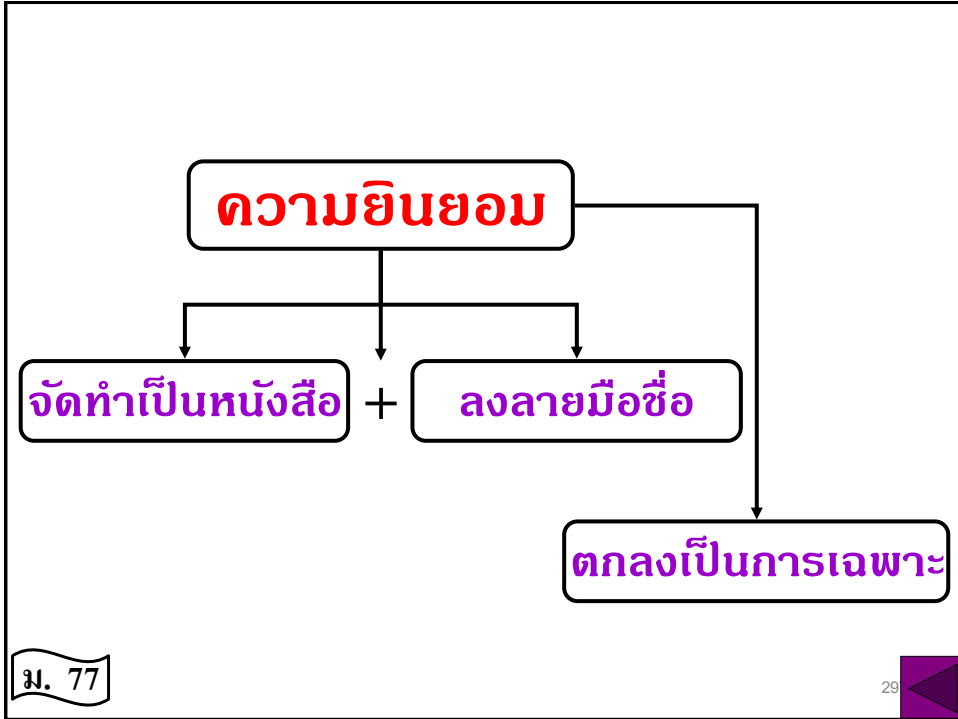 ความยินยอม
จัดทำเป็นหนังสือ + ลงลายมือชื่อ
ตกลงเป็นการเฉพาะ
ม. 77